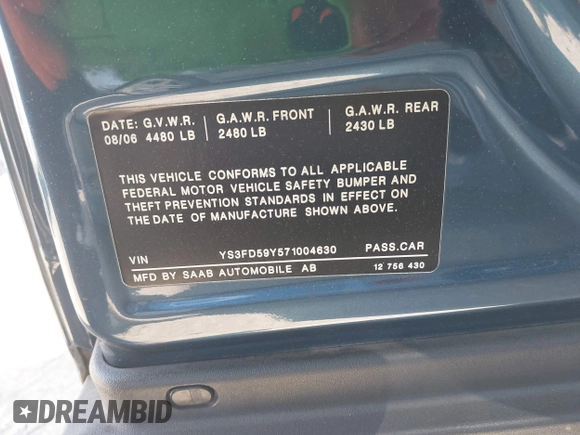 DATE: G.V.W.R. G.A.W.R. FRONT G.A.W.R. REAR
08/06 4480 LB 2480 LB 2430 LB
THIS VEHICLE CONFORMS TO ALL APPLICABLE
FEDERAL MOTOR VEHICLE SAFETY BUMPER AND
THEFT PREVENTION STANDARDS IN EFFECT ON
THE DATE OF MANUFACTURE SHOWN ABOVE.
VIN YS3FD59Y571004630 PASS.CAR
MFD BY SAAB AUTOMOBILE AB 12 756 430
DREAMBID